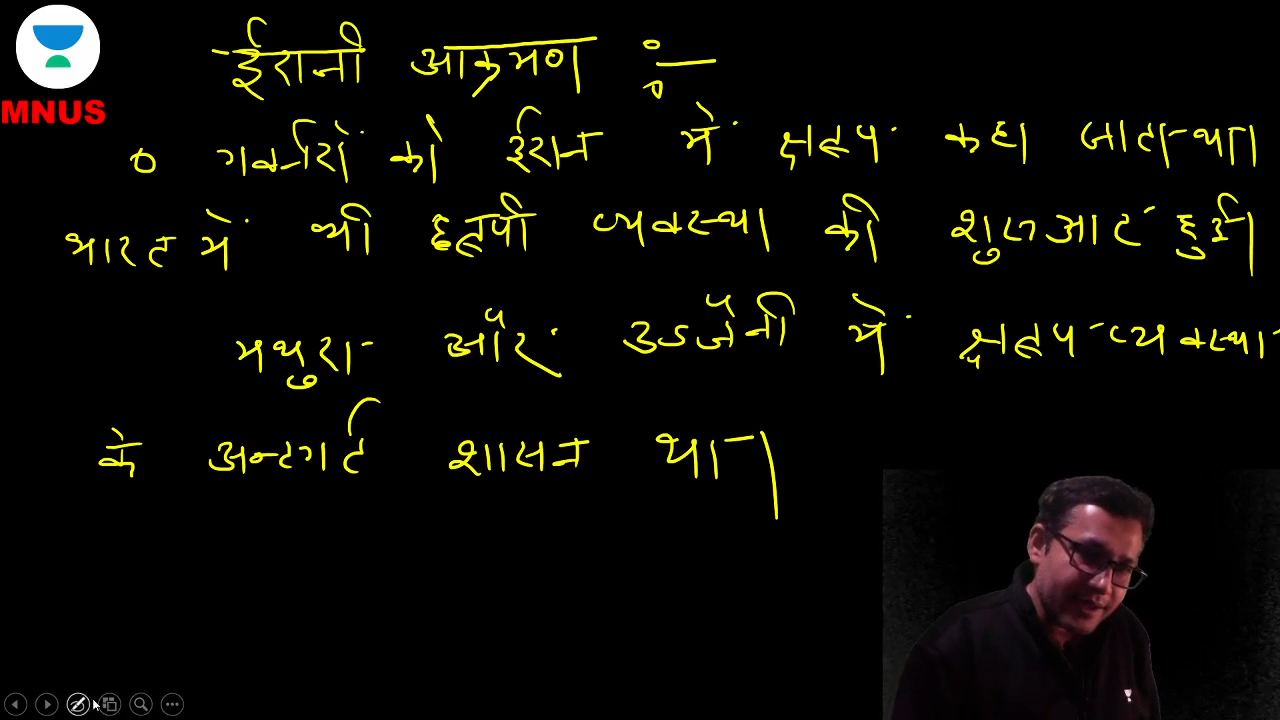 MNUS
ईरानी आक्रमण :-
० गवर्नरों को ईरान में क्षत्रप कहा जाता था।
भारत में भी क्षत्रपी व्यवस्था की शुरुआत हुई।
मथुरा और उज्जैनी में क्षत्रप व्यवस्था
के अन्तर्गत शासन था।